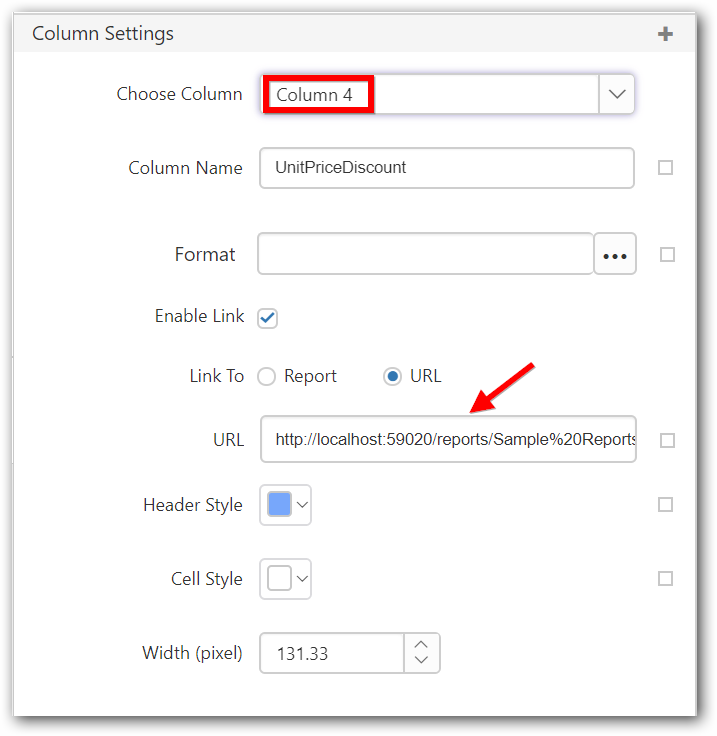 Column Settings
Choose Column Column 4
Column Name UnitPriceDiscount
Format
Enable Link
Link To Report URL
URL http://localhost:59020/reports/Sample%20Reports
Header Style
Cell Style
Width (pixel) 131.33